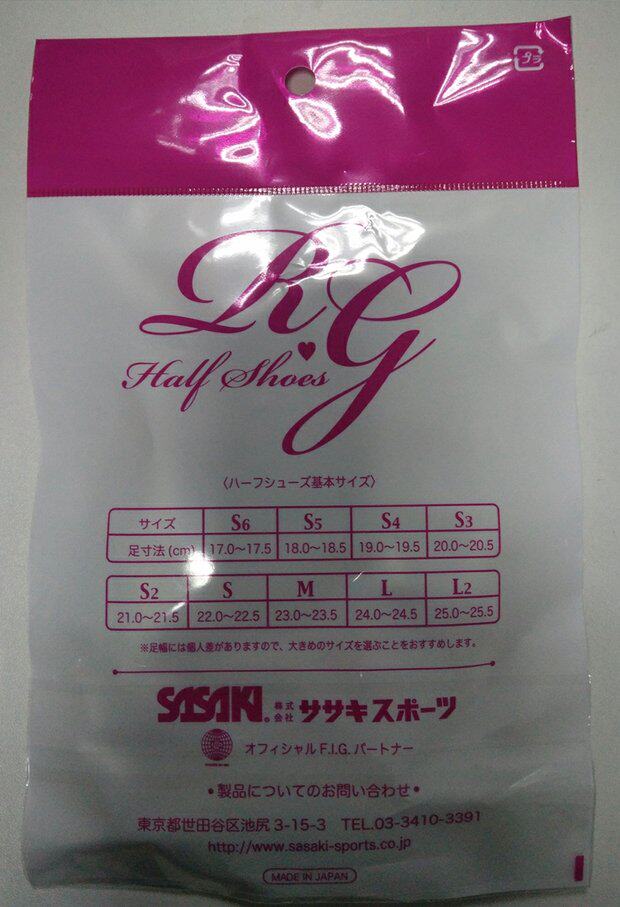 プラ
RG
Half Shoes
〈ハーフシューズ基本サイズ〉
サイズ S6 S5 S4 S3
足寸法(cm) 17.0〜17.5 18.0〜18.5 19.0〜19.5 20.0〜20.5
S2 S M L L2
21.0〜21.5 22.0〜22.5 23.0〜23.5 24.0〜24.5 25.0〜25.5
※足幅には個人差がありますので、大きめのサイズを選ぶことをおすすめします。
SASAKI® 株式会社 ササキスポーツ
オフィシャルF.I.G.パートナー
•製品についてのお問い合わせ•
東京都世田谷区池尻3-15-3 TEL.03-3410-3391
http://www.sasaki-sports.co.jp
MADE IN JAPAN